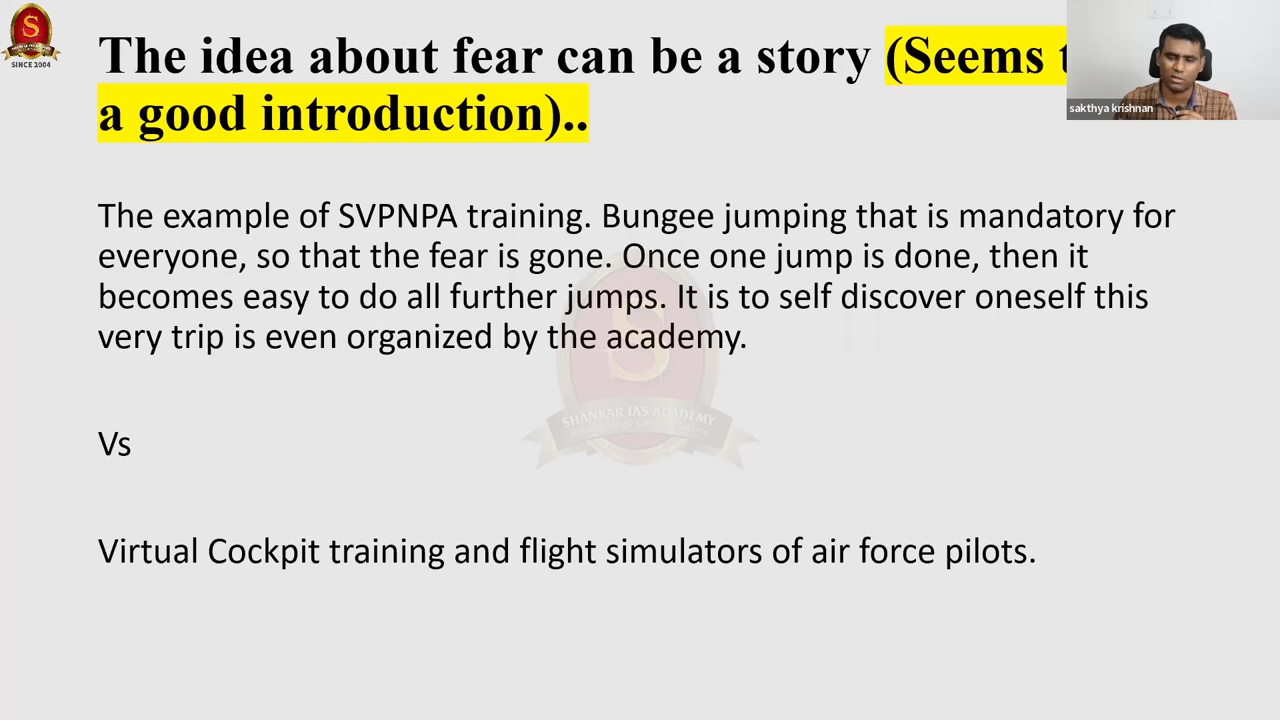 The idea about fear can be a story (Seems
a good introduction)..
S
SINCE 2004
sakthya krishnan
The example of SVPNPA training. Bungee jumping that is mandatory for
everyone, so that the fear is gone. Once one jump is done, then it
becomes easy to do all further jumps. It is to self discover oneself this
very trip is even organized by the academy.
S
SHANKAR IAS ACADEMY
Vs
Virtual Cockpit training and flight simulators of air force pilots.